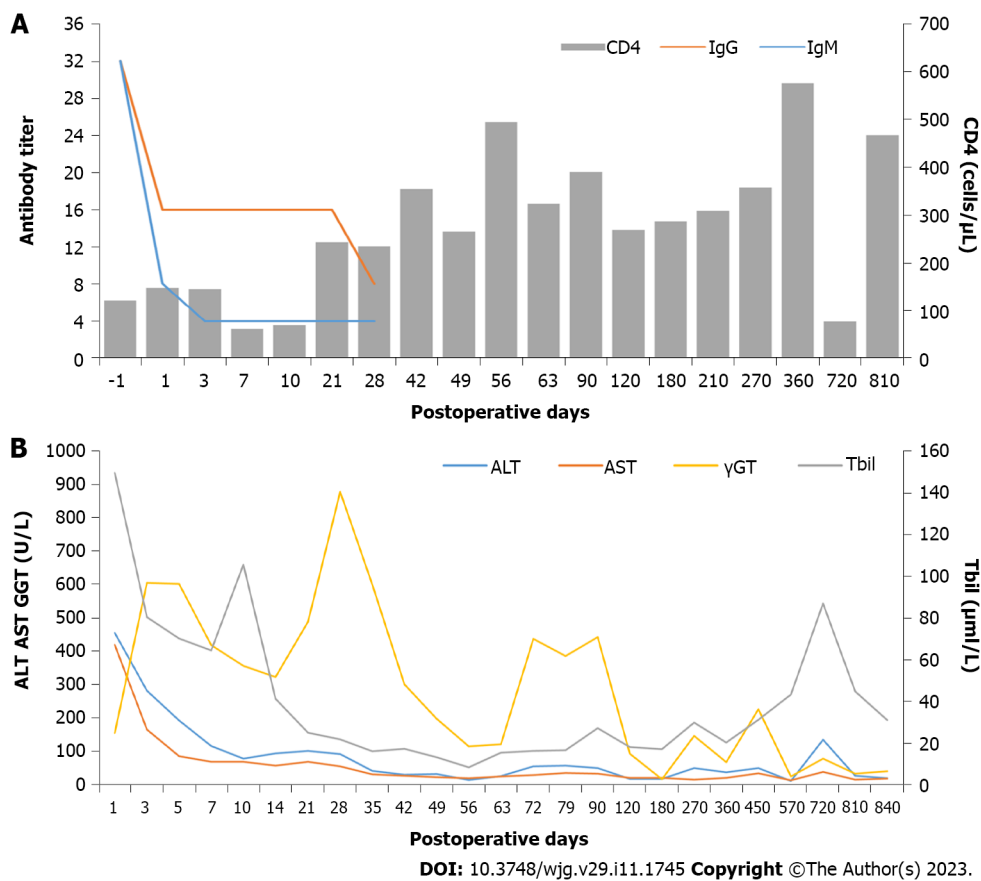 A
36
32
28
24
20
16
12
8
4
0
Antibody titer
CD4 IgG IgM
700
600
500
400
300
200
100
0
CD4 (cells/μL)
-1 1 3 7 10 21 28 42 49 56 63 90 120 180 210 270 360 720 810
Postoperative days
B
1000
900
800
700
600
500
400
300
200
100
0
ALT AST GGT (U/L)
ALT AST γGT Tbil
160
140
120
100
80
60
40
20
0
Tbil (μml/L)
1 3 5 7 10 14 21 28 35 42 49 56 63 72 79 90 120 180 270 360 450 570 720 810 840
Postoperative days
DOI: 10.3748/wjg.v29.i11.1745 Copyright ©The Author(s) 2023.